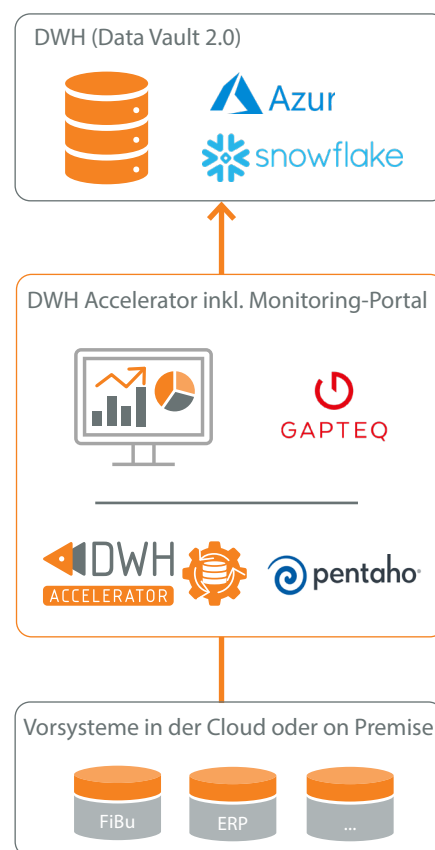 DWH (Data Vault 2.0)
Azur
snowflake
DWH Accelerator inkl. Monitoring-Portal
GAPTEQ
DWH
ACCELERATOR
pentaho
Vorsysteme in der Cloud oder on Premise
FiBu
ERP
...